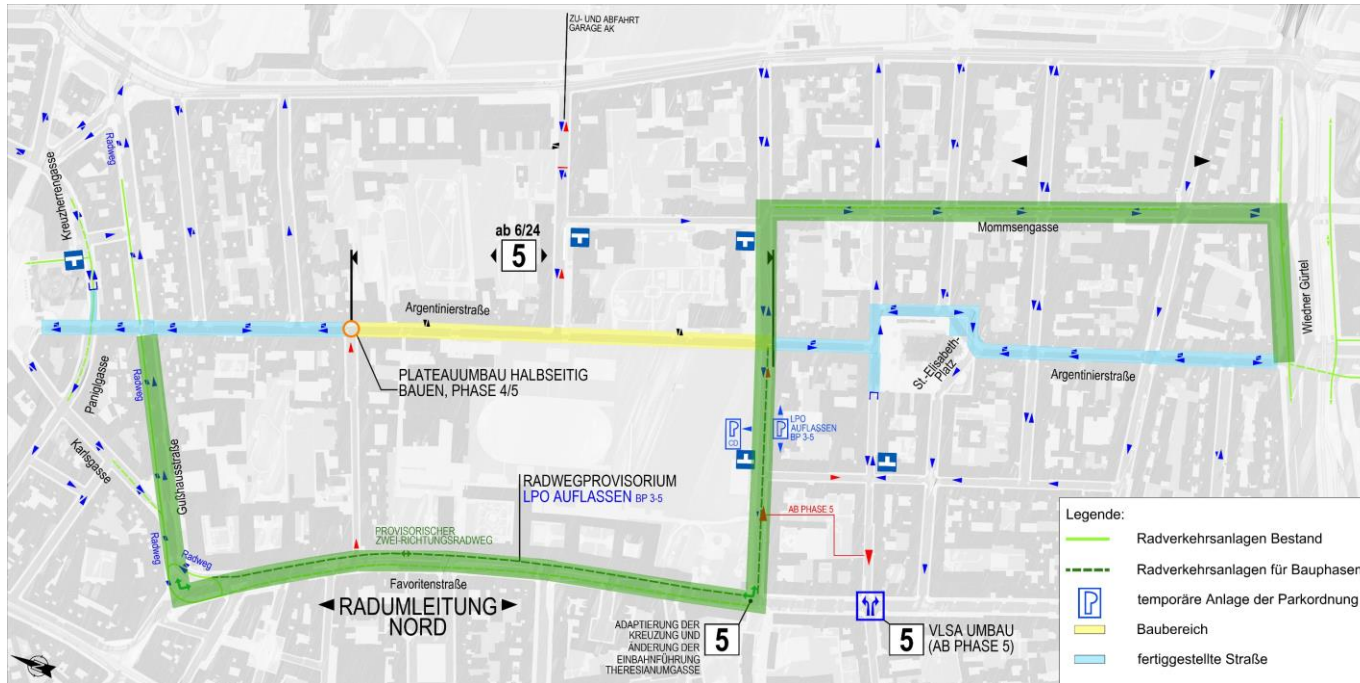 ZU- UND ABFAHRT
GARAGE AK
Radweg
Kreuzherrengasse
ab 6/24
5
Mommsengasse
Wiedner Gürtel
Argentinierstraße
PLATEAUUMBAU HALBSEITIG
BAUEN, PHASE 4/5
St.-Elisabeth-
Platz
Argentinierstraße
Paniglgasse
Radweg
Karlsgasse
Gußhausstraße
LPO
AUFLASSEN
BP 3-5
P
CD
P
RADWEGPROVISORIUM
LPO AUFLASSEN BP 3-5
AB PHASE 5
PROVISORISCHER
ZWEI-RICHTUNGSRADWEG
Radweg
Radweg
Favoritenstraße
RADUMLEITUNG
NORD
ADAPTIERUNG DER
KREUZUNG UND
ÄNDERUNG DER
EINBAHNFÜHRUNG
THERESIANUMGASSE
5
5
VLSA UMBAU
(AB PHASE 5)
Legende:
Radverkehrsanlagen Bestand
Radverkehrsanlagen für Bauphasen
P
temporäre Anlage der Parkordnung
Baubereich
fertiggestellte Straße